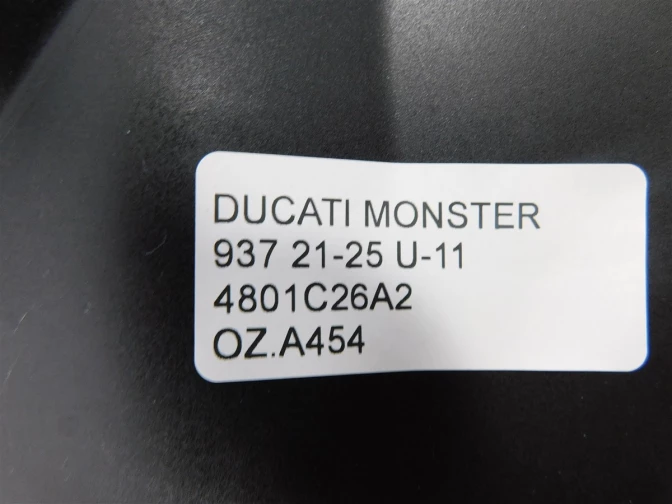 DUCATI MONSTER
937 21-25 U-11
4801C26A2
OZ.A454